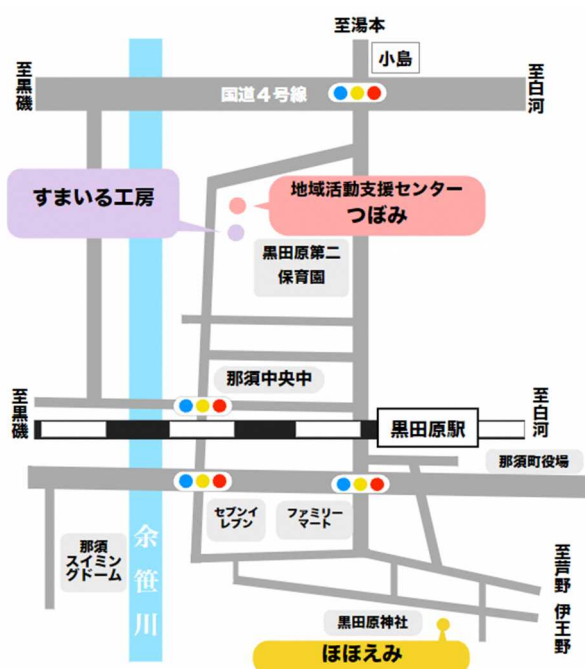 至湯本
小島
至黒磯
国道4号線
至白河
すまいる工房
地域活動支援センター
つぼみ
黒田原第二
保育園
那須中央中
至黒磯
黒田原駅
至白河
那須町役場
セブンイ
レブン
ファミリー
マート
那須
スイミン
グドーム
余笹川
至芦野 伊王野
黒田原神社
ほほえみ